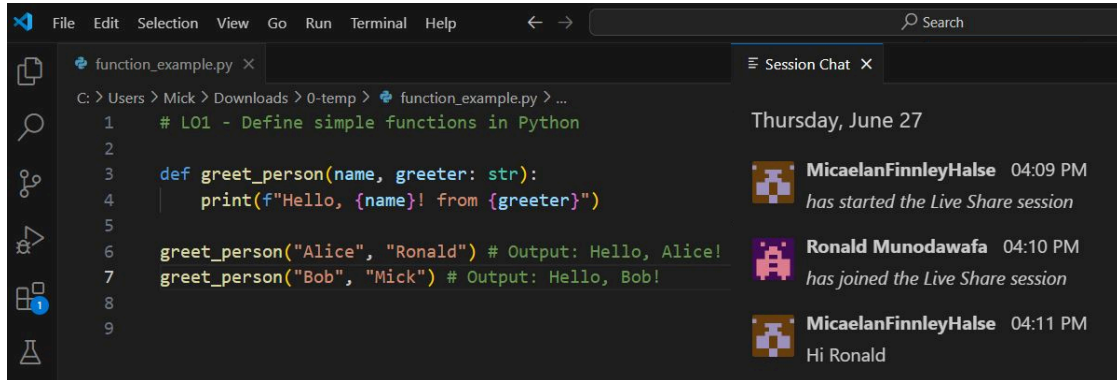 File Edit Selection View Go Run Terminal Help ← → Search
function_example.py ×
C: > Users > Mick > Downloads > 0-temp > function_example.py > ...
1 # LO1 - Define simple functions in Python
2
3 def greet_person(name, greeter: str):
4     print(f"Hello, {name}! from {greeter}")
5
6 greet_person("Alice", "Ronald") # Output: Hello, Alice!
7 greet_person("Bob", "Mick") # Output: Hello, Bob!
8
9
1
Session Chat ×
Thursday, June 27
MicaelanFinnleyHalse 04:09 PM
has started the Live Share session
Ronald Munodawafa 04:10 PM
has joined the Live Share session
MicaelanFinnleyHalse 04:11 PM
Hi Ronald